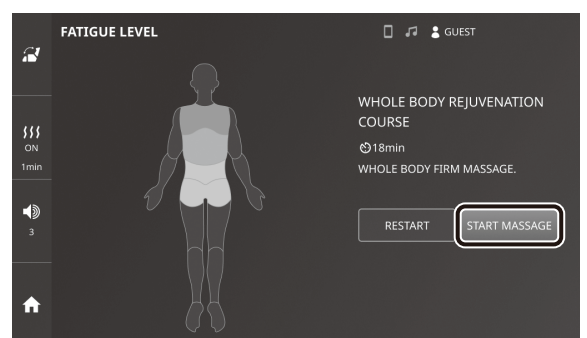 FATIGUE LEVEL
GUEST
ON
1min
3
WHOLE BODY REJUVENATION
COURSE
18min
WHOLE BODY FIRM MASSAGE.
RESTART
START MASSAGE